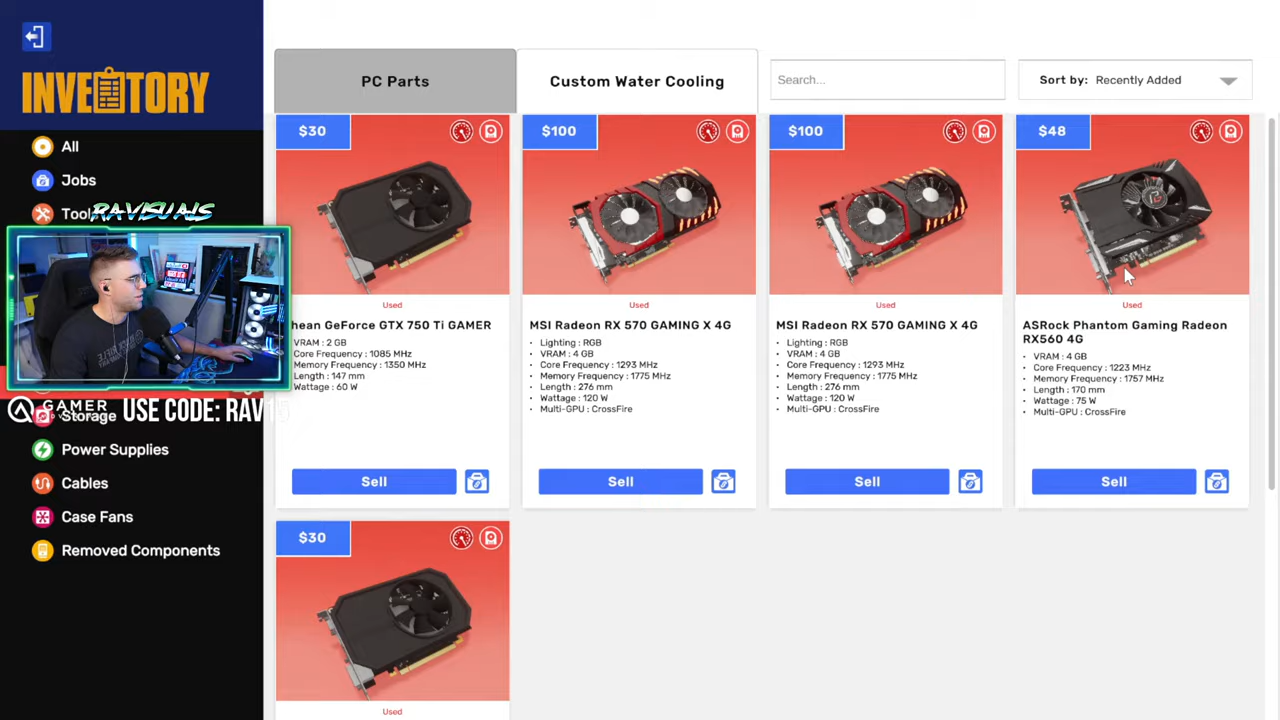 INVENTORY
PC Parts
Custom Water Cooling
Search...
Sort by: Recently Added
All
Jobs
RAVISUALS
GAMER
USE CODE: RAV15
Storage
Power Supplies
Cables
Case Fans
Removed Components
$30
Used
hean GeForce GTX 750 Ti GAMER
VRAM : 2 GB
Core Frequency : 1085 MHz
Memory Frequency : 1350 MHz
Length : 147 mm
Wattage : 60 W
Sell
$100
Used
MSI Radeon RX 570 GAMING X 4G
• Lighting : RGB
• VRAM : 4 GB
• Core Frequency : 1293 MHz
• Memory Frequency : 1775 MHz
• Length : 276 mm
• Wattage : 120 W
• Multi-GPU : CrossFire
Sell
$100
Used
MSI Radeon RX 570 GAMING X 4G
• Lighting : RGB
• VRAM : 4 GB
• Core Frequency : 1293 MHz
• Memory Frequency : 1775 MHz
• Length : 276 mm
• Wattage : 120 W
• Multi-GPU : CrossFire
Sell
$48
Used
ASRock Phantom Gaming Radeon
RX560 4G
• VRAM : 4 GB
• Core Frequency : 1223 MHz
• Memory Frequency : 1757 MHz
• Length : 170 mm
• Wattage : 75 W
• Multi-GPU : CrossFire
Sell
$30
Used